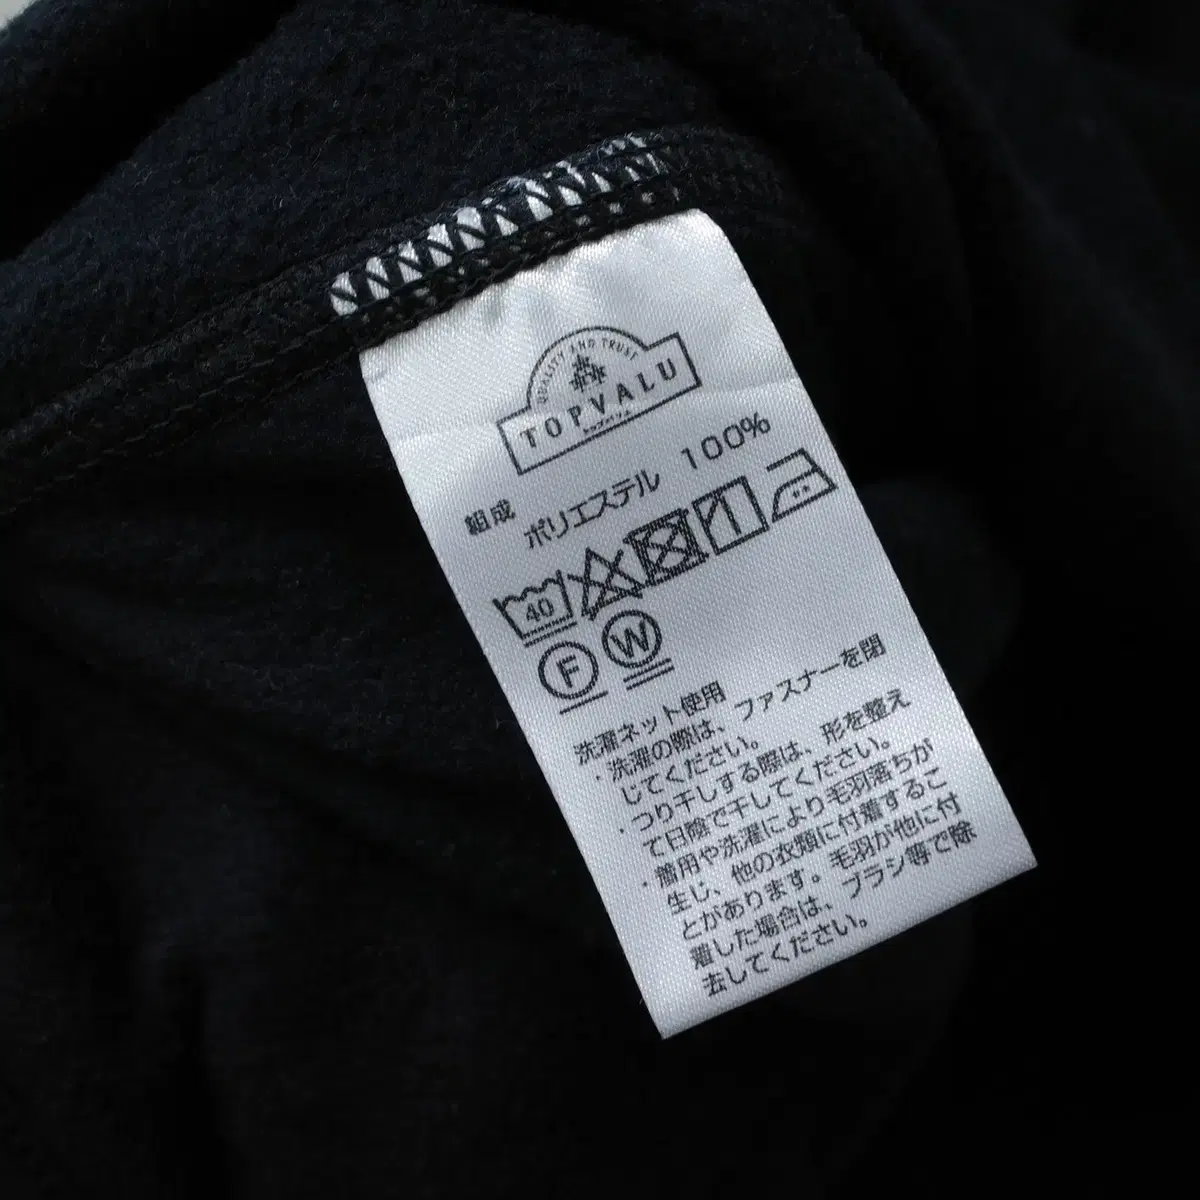 QUALITY AND TRUST
TOPVALU
トップバリュ
組成 ポリエステル 100%
40
F W
洗濯ネット使用
・洗濯の際は、ファスナーを閉
じてください。
・つり干しする際は、形を整え
て日陰で干してください。
・着用や洗濯により毛羽落ちが
生じ、他の衣類に付着するこ
とがあります。毛羽が他に付
着した場合は、ブラシ等で除
去してください。